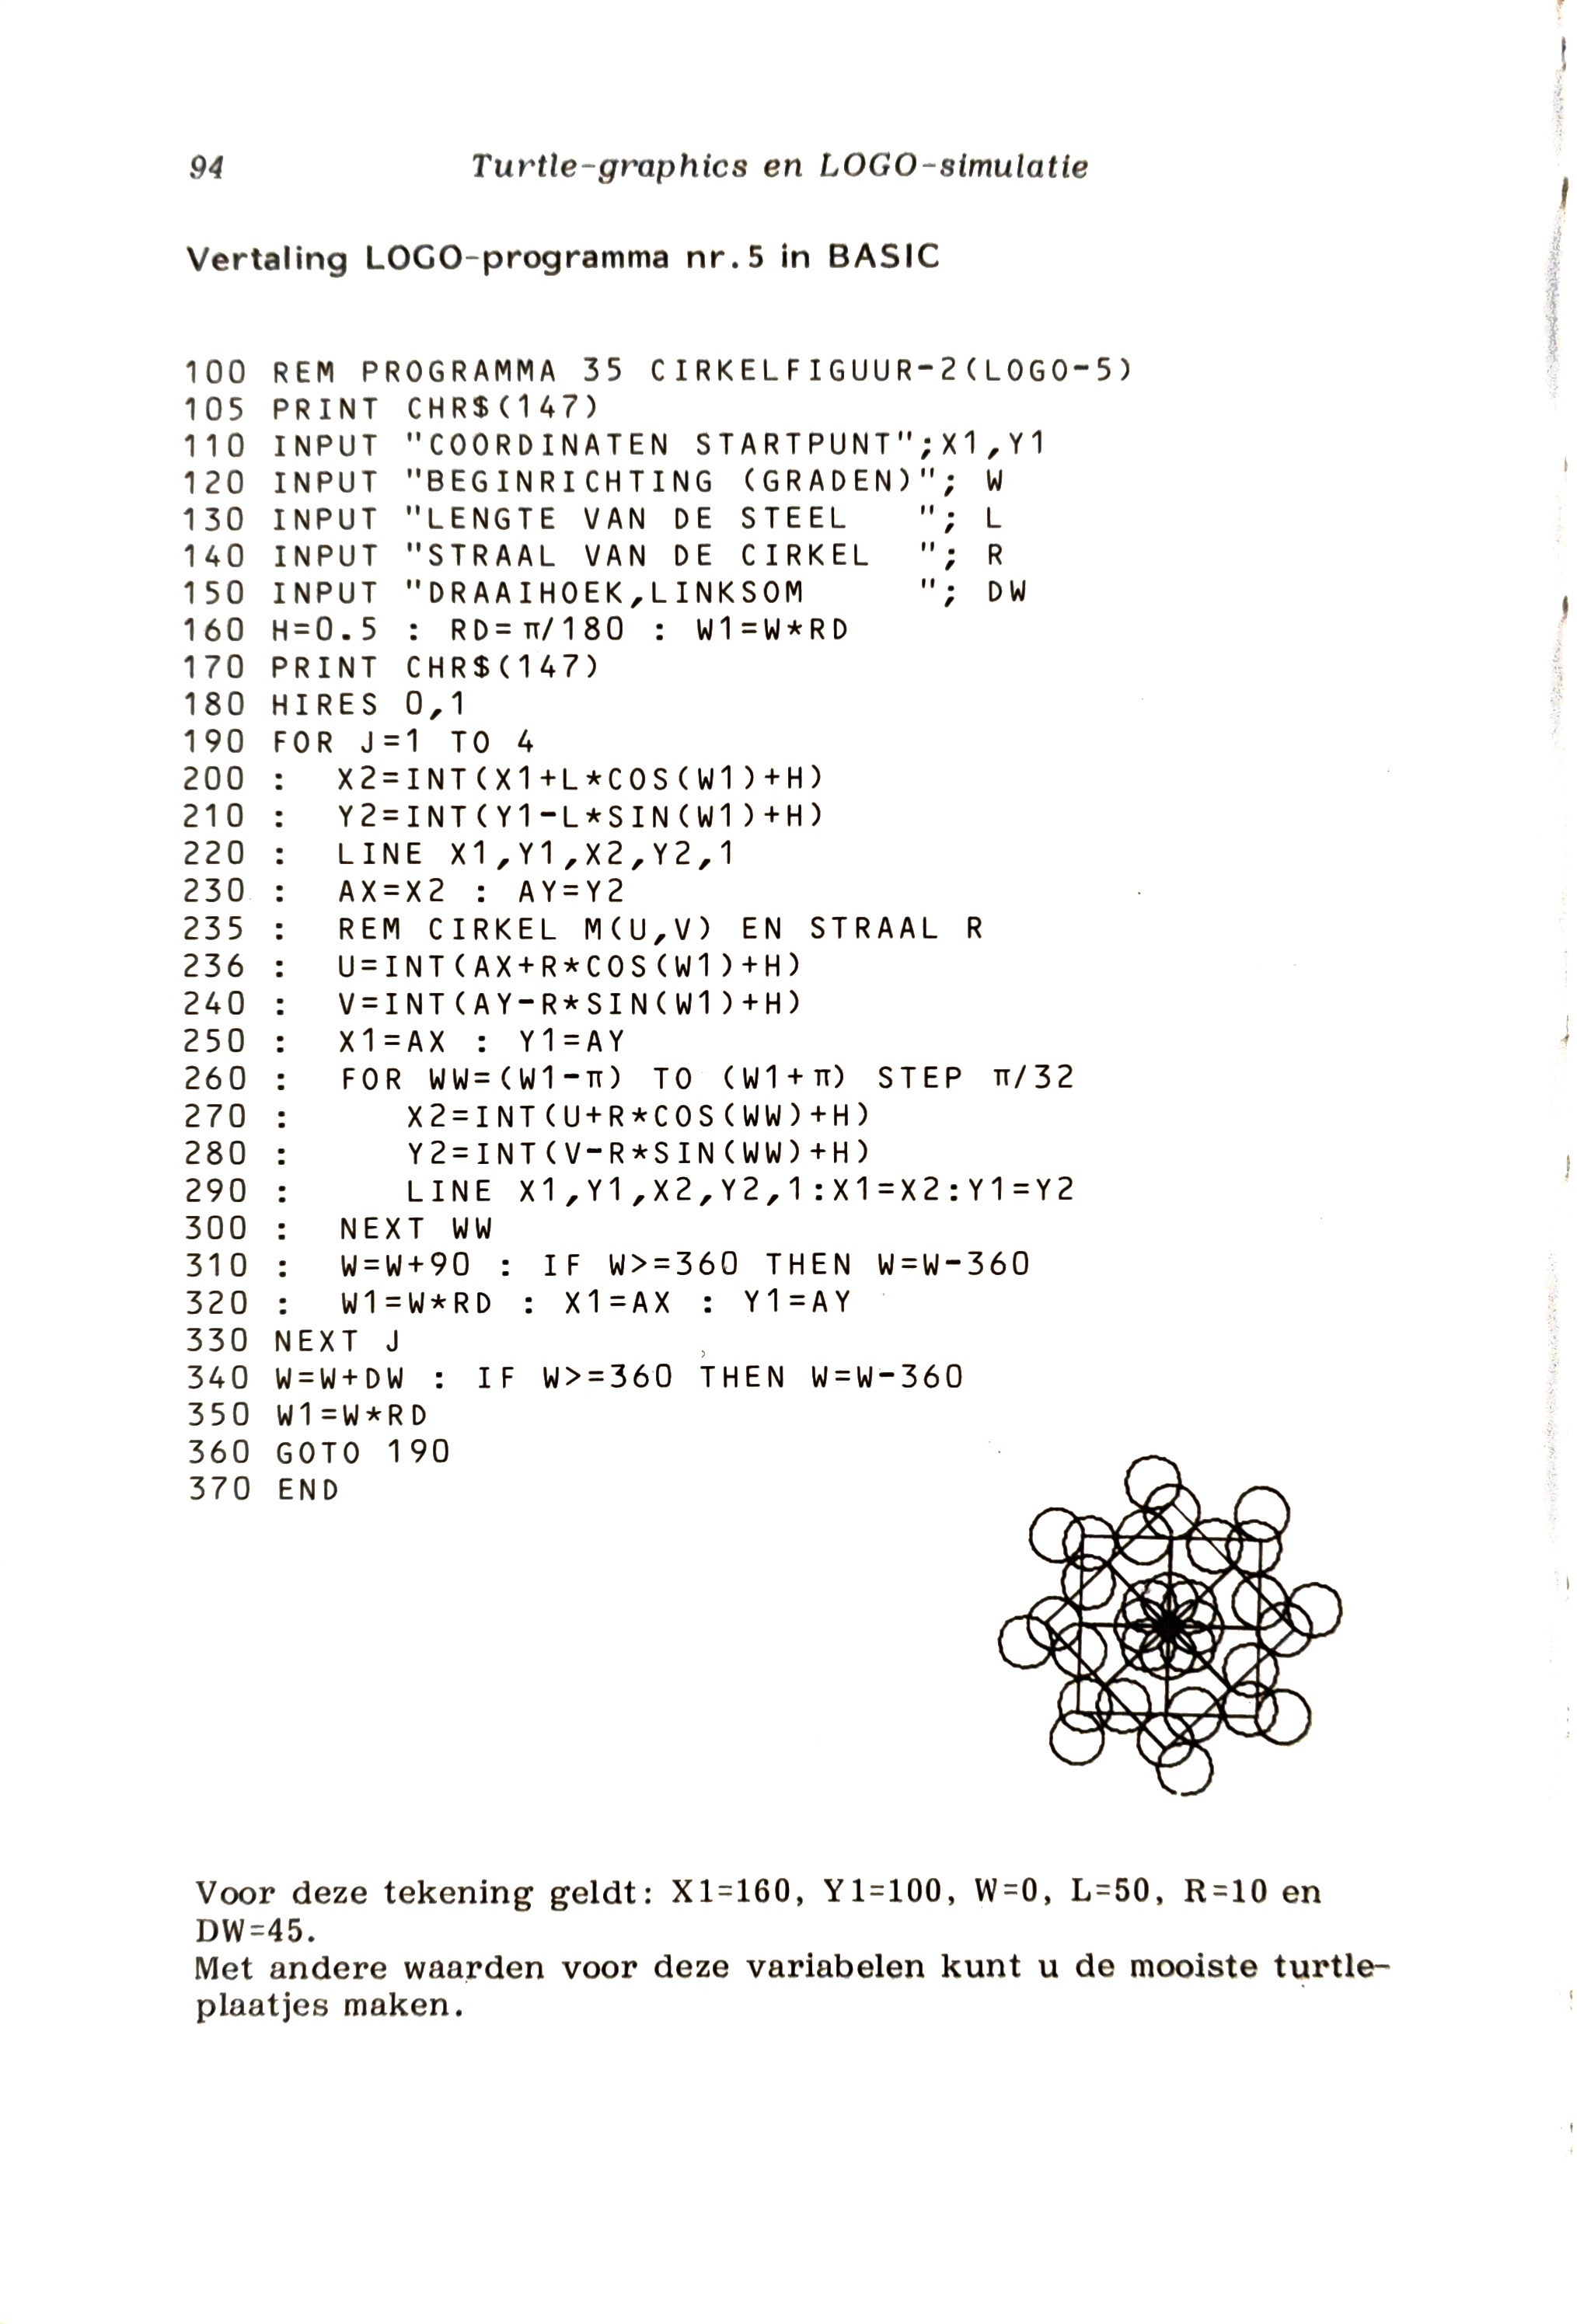 94 Turtle-graphics en LOGO-simulatie
Vertaling LOGO-programma nr.5 in BASIC
100 REM PROGRAMMA 35 CIRKELFIGUUR-2(LOGO-5)
105 PRINT CHR$(147)
110 INPUT "COORDINATEN STARTPUNT";X1,Y1
120 INPUT "BEGINRICHTING (GRADEN)"; W
130 INPUT "LENGTE VAN DE STEEL   "; L
140 INPUT "STRAAL VAN DE CIRKEL  "; R
150 INPUT "DRAAIHOEK,LINKSOM     "; DW
160 H=0.5 : RD=π/180 : W1=W*RD
170 PRINT CHR$(147)
180 HIRES 0,1
190 FOR J=1 TO 4
200 :  X2=INT(X1+L*COS(W1)+H)
210 :  Y2=INT(Y1-L*SIN(W1)+H)
220 :  LINE X1,Y1,X2,Y2,1
230 :  AX=X2 : AY=Y2
235 :  REM CIRKEL M(U,V) EN STRAAL R
236 :  U=INT(AX+R*COS(W1)+H)
240 :  V=INT(AY-R*SIN(W1)+H)
250 :  X1=AX : Y1=AY
260 :  FOR WW=(W1-π) TO (W1+π) STEP π/32
270 :     X2=INT(U+R*COS(WW)+H)
280 :     Y2=INT(V-R*SIN(WW)+H)
290 :     LINE X1,Y1,X2,Y2,1:X1=X2:Y1=Y2
300 :  NEXT WW
310 :  W=W+90 : IF W>=360 THEN W=W-360
320 :  W1=W*RD : X1=AX : Y1=AY
330 NEXT J
340 W=W+DW : IF W>=360 THEN W=W-360
350 W1=W*RD
360 GOTO 190
370 END
Voor deze tekening geldt: X1=160, Y1=100, W=0, L=50, R=10 en
DW=45.
Met andere waarden voor deze variabelen kunt u de mooiste turtle-
plaatjes maken.